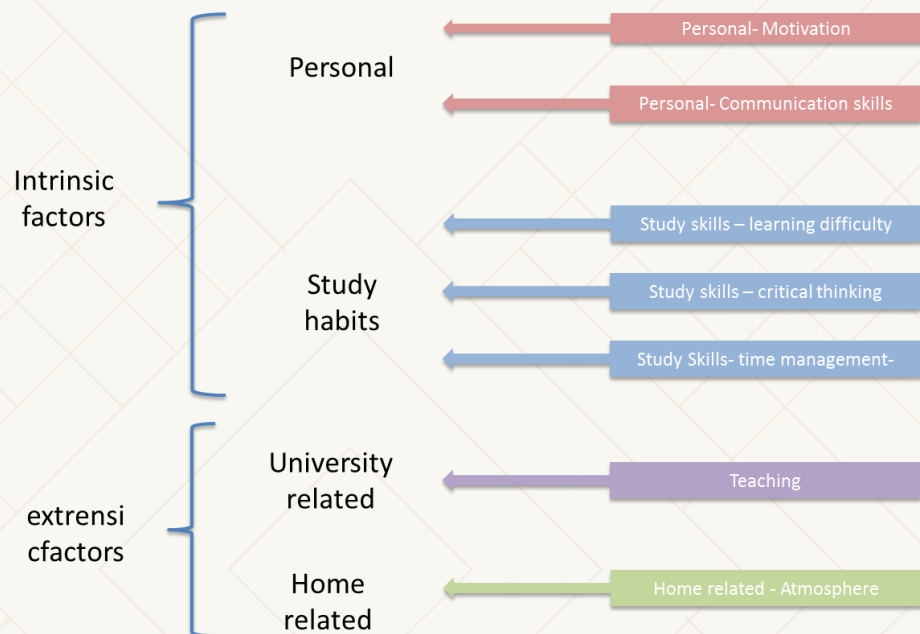 Intrinsic
factors
Personal
Personal- Motivation
Personal- Communication skills
Study
habits
Study skills – learning difficulty
Study skills – critical thinking
Study Skills- time management-
extrensi
cfactors
University
related
Teaching
Home
related
Home related - Atmosphere